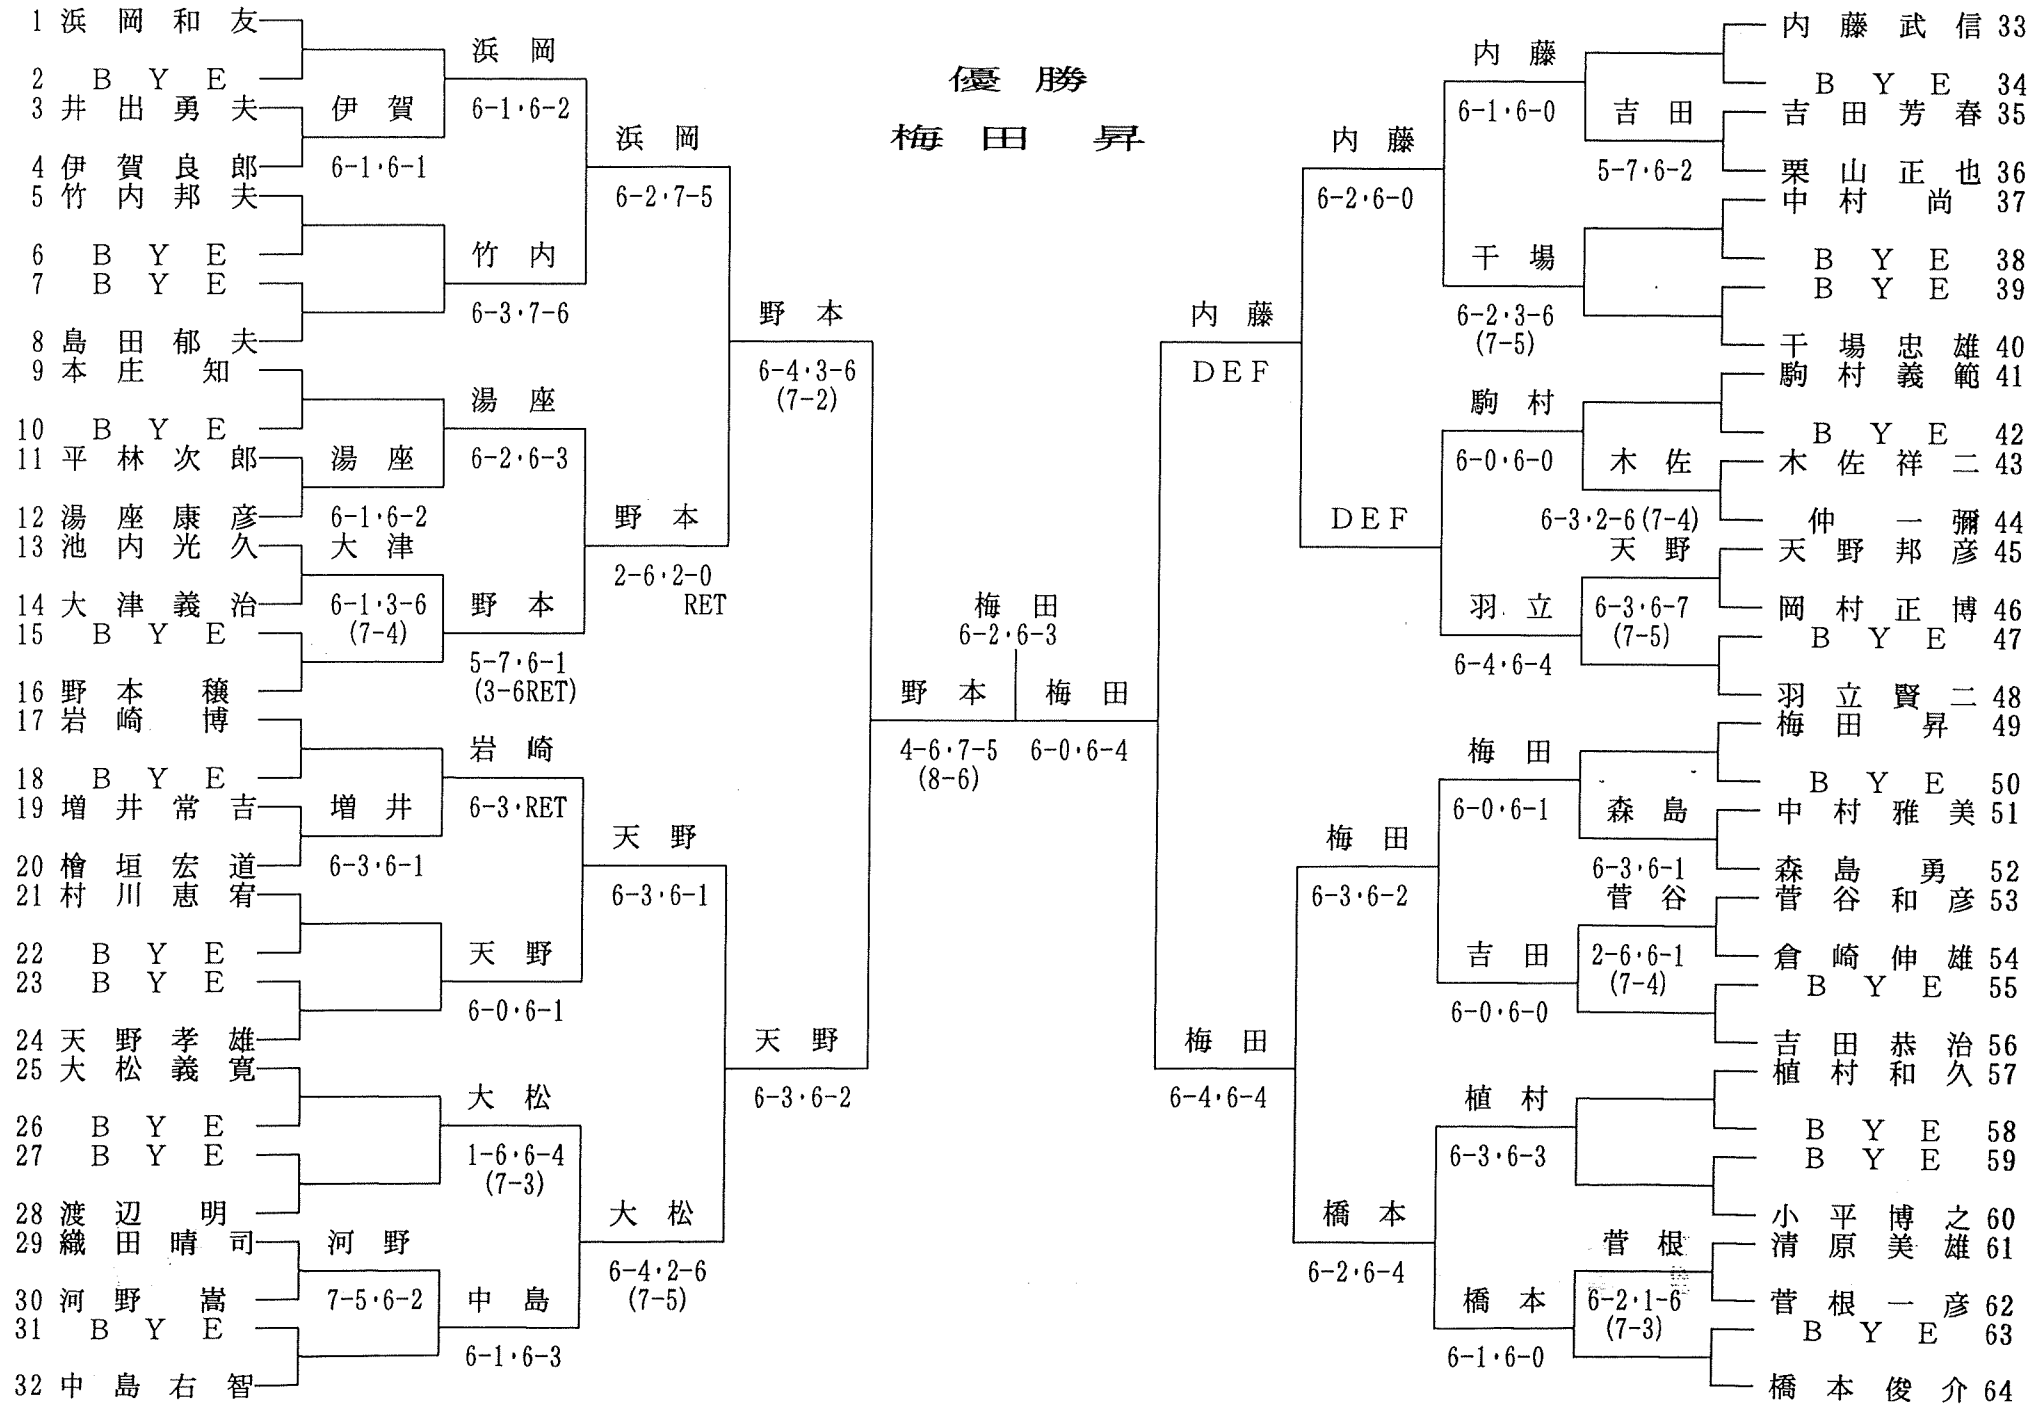 優勝
梅田 昇
1 浜岡和友
2 BYE
3 井出勇夫
4 伊賀良郎
5 竹内邦夫
6 BYE
7 BYE
8 島田郁夫
9 本庄 知
10 BYE
11 平林次郎
12 湯座康彦
13 池内光久
14 大津義治
15 BYE
16 野本 穣
17 岩崎 博
18 BYE
19 増井常吉
20 檜垣宏道
21 村川恵宥
22 BYE
23 BYE
24 天野孝雄
25 大松義寛
26 BYE
27 BYE
28 渡辺 明
29 織田晴司
30 河野 嵩
31 BYE
32 中島右智
伊賀
6-1・6-1
湯座
6-1・6-2
大津
6-1・3-6
(7-4)
増井
6-3・6-1
河野
7-5・6-2
浜岡
6-1・6-2
竹内
6-3・7-6
湯座
6-2・6-3
野本
5-7・6-1
(3-6RET)
岩崎
6-3・RET
天野
6-0・6-1
大松
1-6・6-4
(7-3)
中島
6-1・6-3
浜岡
6-2・7-5
野本
2-6・2-0
RET
天野
6-3・6-1
大松
6-4・2-6
(7-5)
野本
6-4・3-6
(7-2)
天野
6-3・6-2
野本
4-6・7-5
(8-6)
梅田
6-2・6-3
梅田
6-0・6-4
内藤
DEF
梅田
6-4・6-4
内藤
6-2・6-0
DEF
梅田
6-3・6-2
橋本
6-2・6-4
内藤
6-1・6-0
干場
6-2・3-6
(7-5)
駒村
6-0・6-0
羽立
6-4・6-4
梅田
6-0・6-1
吉田
6-0・6-0
植村
6-3・6-3
橋本
6-1・6-0
吉田
5-7・6-2
木佐
6-3・2-6(7-4)
天野
6-3・6-7
(7-5)
森島
6-3・6-1
菅谷
2-6・6-1
(7-4)
菅根
6-2・1-6
(7-3)
内藤武信 33
BYE 34
吉田芳春 35
栗山正也 36
中村 尚 37
BYE 38
BYE 39
干場忠雄 40
駒村義範 41
BYE 42
木佐祥二 43
仲 一彌 44
天野邦彦 45
岡村正博 46
BYE 47
羽立賢二 48
梅田 昇 49
BYE 50
中村雅美 51
森島 勇 52
菅谷和彦 53
倉崎伸雄 54
BYE 55
吉田恭治 56
植村和久 57
BYE 58
BYE 59
小平博之 60
清原美雄 61
菅根一彦 62
BYE 63
橋本俊介 64